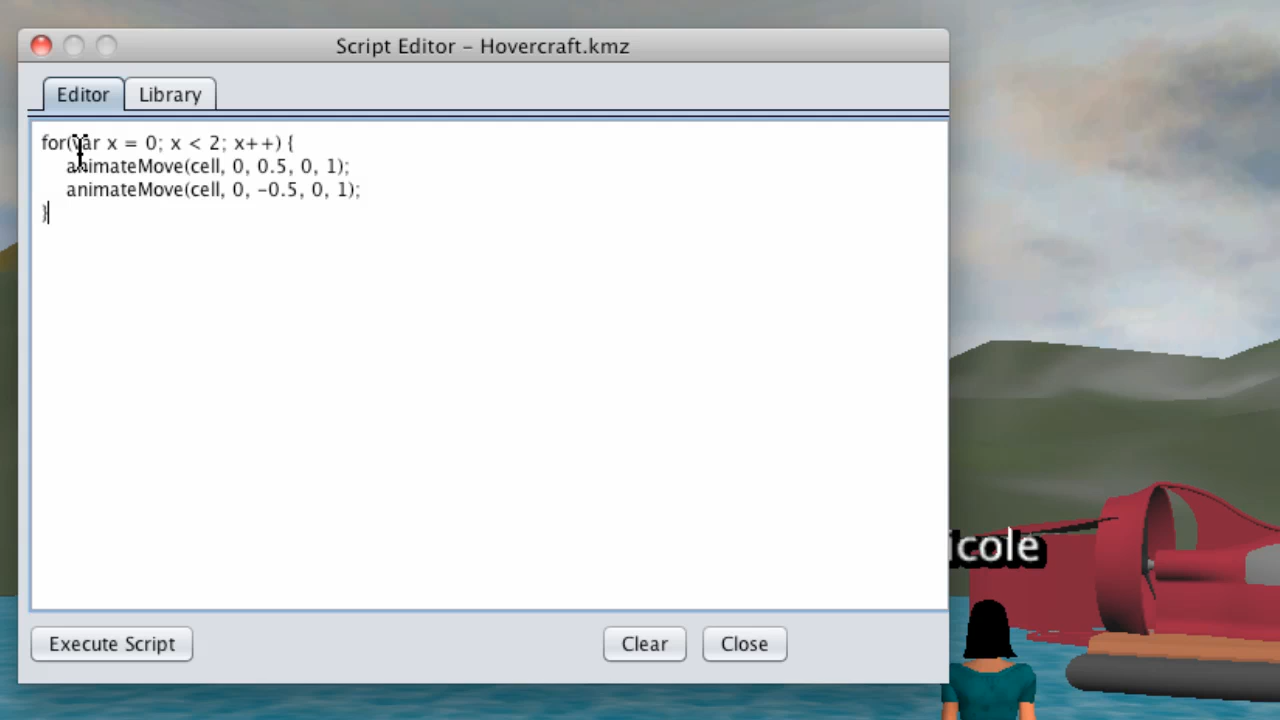 Script Editor – Hovercraft.kmz
Editor Library
for(var x = 0; x < 2; x++) {
animateMove(cell, 0, 0.5, 0, 1);
animateMove(cell, 0, -0.5, 0, 1);
}
icole
Execute Script Clear Close